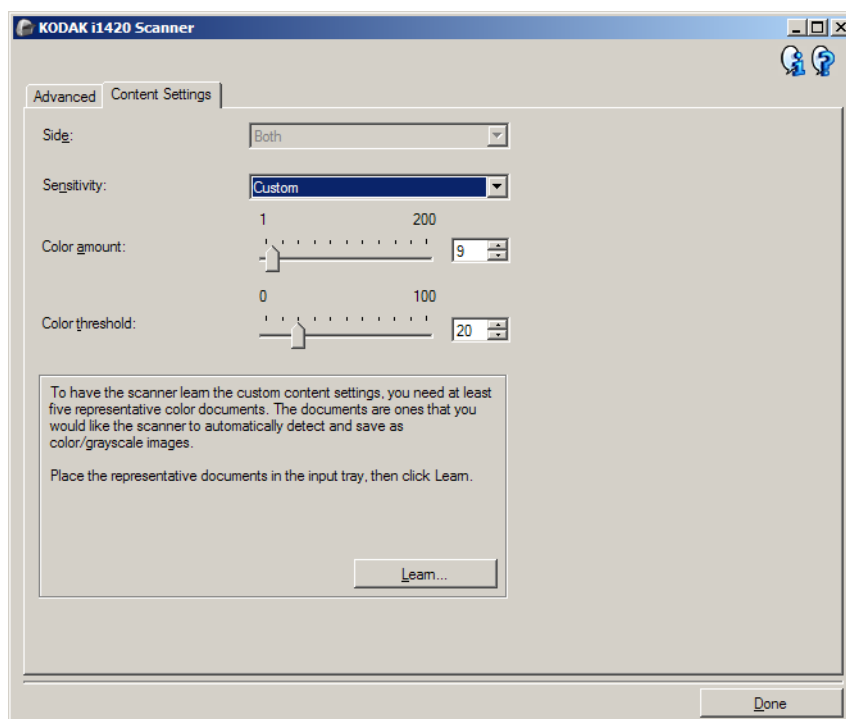 KODAK i1420 Scanner
Advanced Content Settings
Side: Both
Sensitivity: Custom
1 200
Color amount: 9
0 100
Color threshold: 20
To have the scanner learn the custom content settings, you need at least
five representative color documents. The documents are ones that you
would like the scanner to automatically detect and save as
color/grayscale images.
Place the representative documents in the input tray, then click Learn.
Learn...
Done